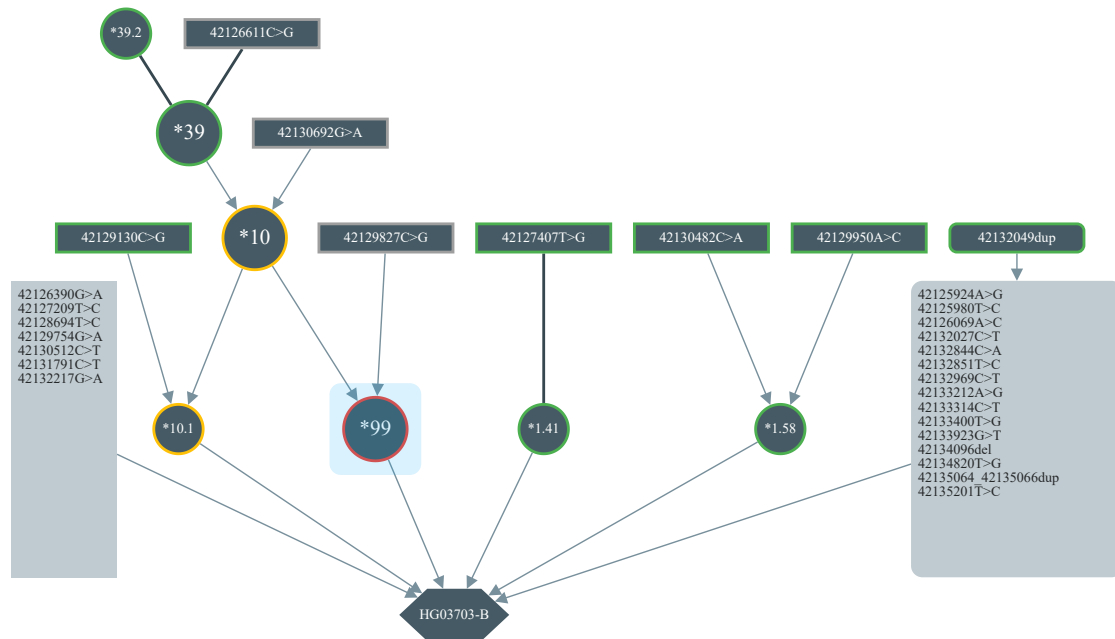 *39.2
42126611C>G
*39
42130692G>A
*10
42129130C>G
42129827C>G
42127407T>G
42130482C>A
42129950A>C
42132049dup
42126390G>A
42127209T>C
42128694T>C
42129754G>A
42130512C>T
42131791C>T
42132217G>A
42125924A>G
42125980T>C
42126069A>C
42132027C>T
42132844C>A
42132851T>C
42132969C>T
42133212A>G
42133314C>T
42133400T>G
42133923G>T
42134096del
42134820T>G
42135064_42135066dup
42135201T>C
*10.1
*99
*1.41
*1.58
HG03703-B